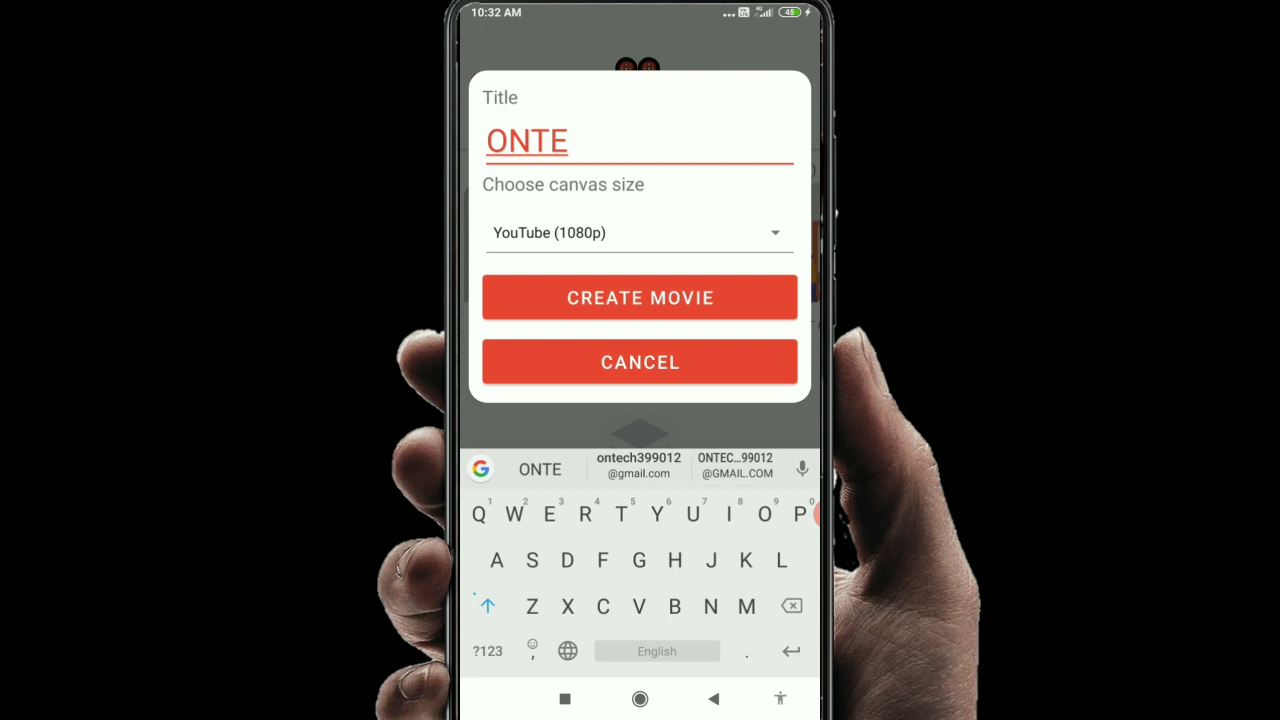 10:32 AM
4G
45
Title
ONTE
Choose canvas size
YouTube (1080p)
CREATE MOVIE
CANCEL
ONTE
ontech399012
@gmail.com
ONTEC...99012
@GMAIL.COM
1 2 3 4 5 6 7 8 9 0
Q W E R T Y U I O P
A S D F G H J K L
Z X C V B N M
?123 , English .